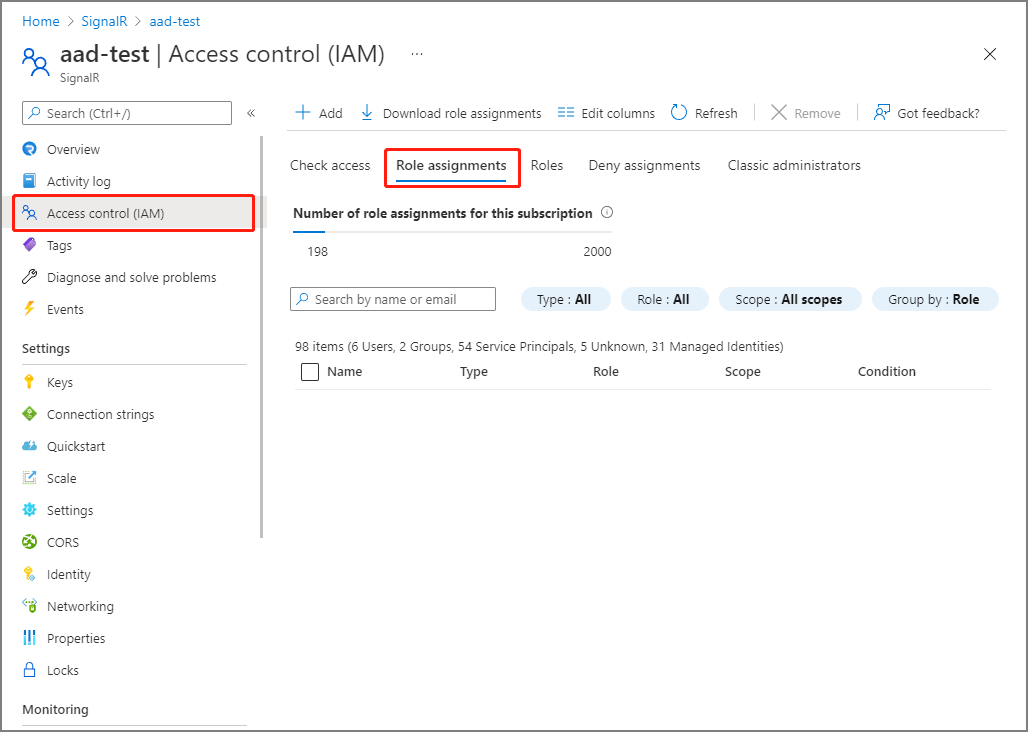 Home > SignalR > aad-test
aad-test | Access control (IAM) ...
SignalR
Search (Ctrl+/)
«
Overview
Activity log
Access control (IAM)
Tags
Diagnose and solve problems
Events
Settings
Keys
Connection strings
Quickstart
Scale
Settings
CORS
Identity
Networking
Properties
Locks
Monitoring
Add Download role assignments Edit columns Refresh Remove Got feedback?
Check access Role assignments Roles Deny assignments Classic administrators
Number of role assignments for this subscription
198 2000
Search by name or email Type : All Role : All Scope : All scopes Group by : Role
98 items (6 Users, 2 Groups, 54 Service Principals, 5 Unknown, 31 Managed Identities)
Name Type Role Scope Condition